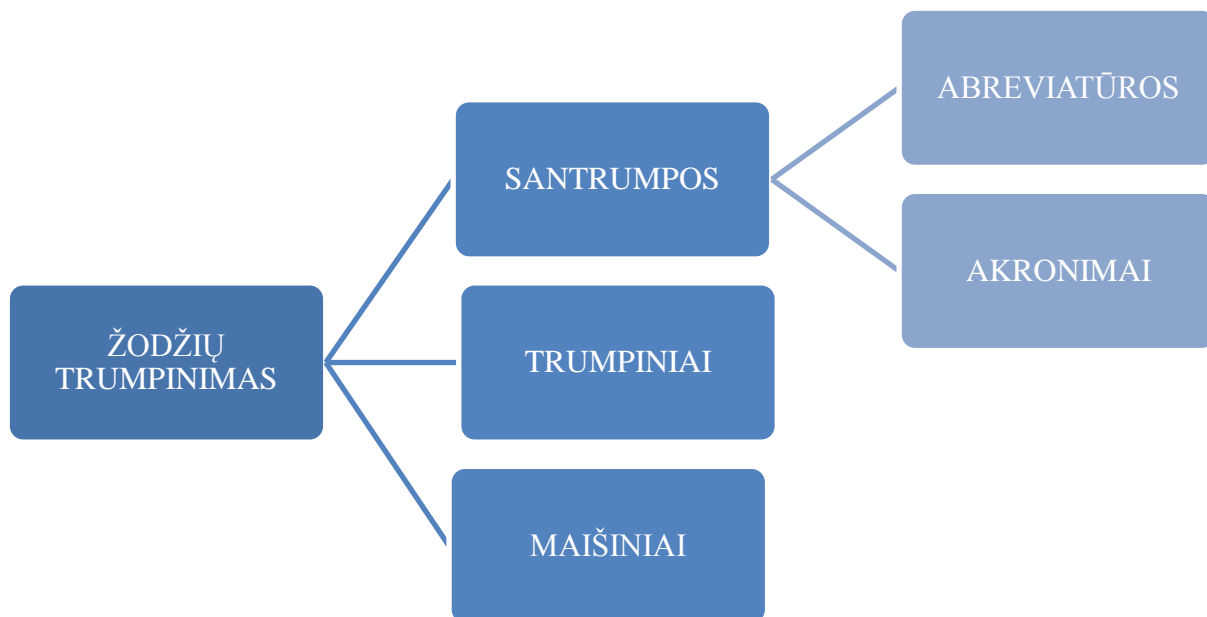 ŽODŽIŲ
TRUMPINIMAS
SANTRUMPOS
ABREVIATŪROS
AKRONIMAI
TRUMPINIAI
MAIŠINIAI